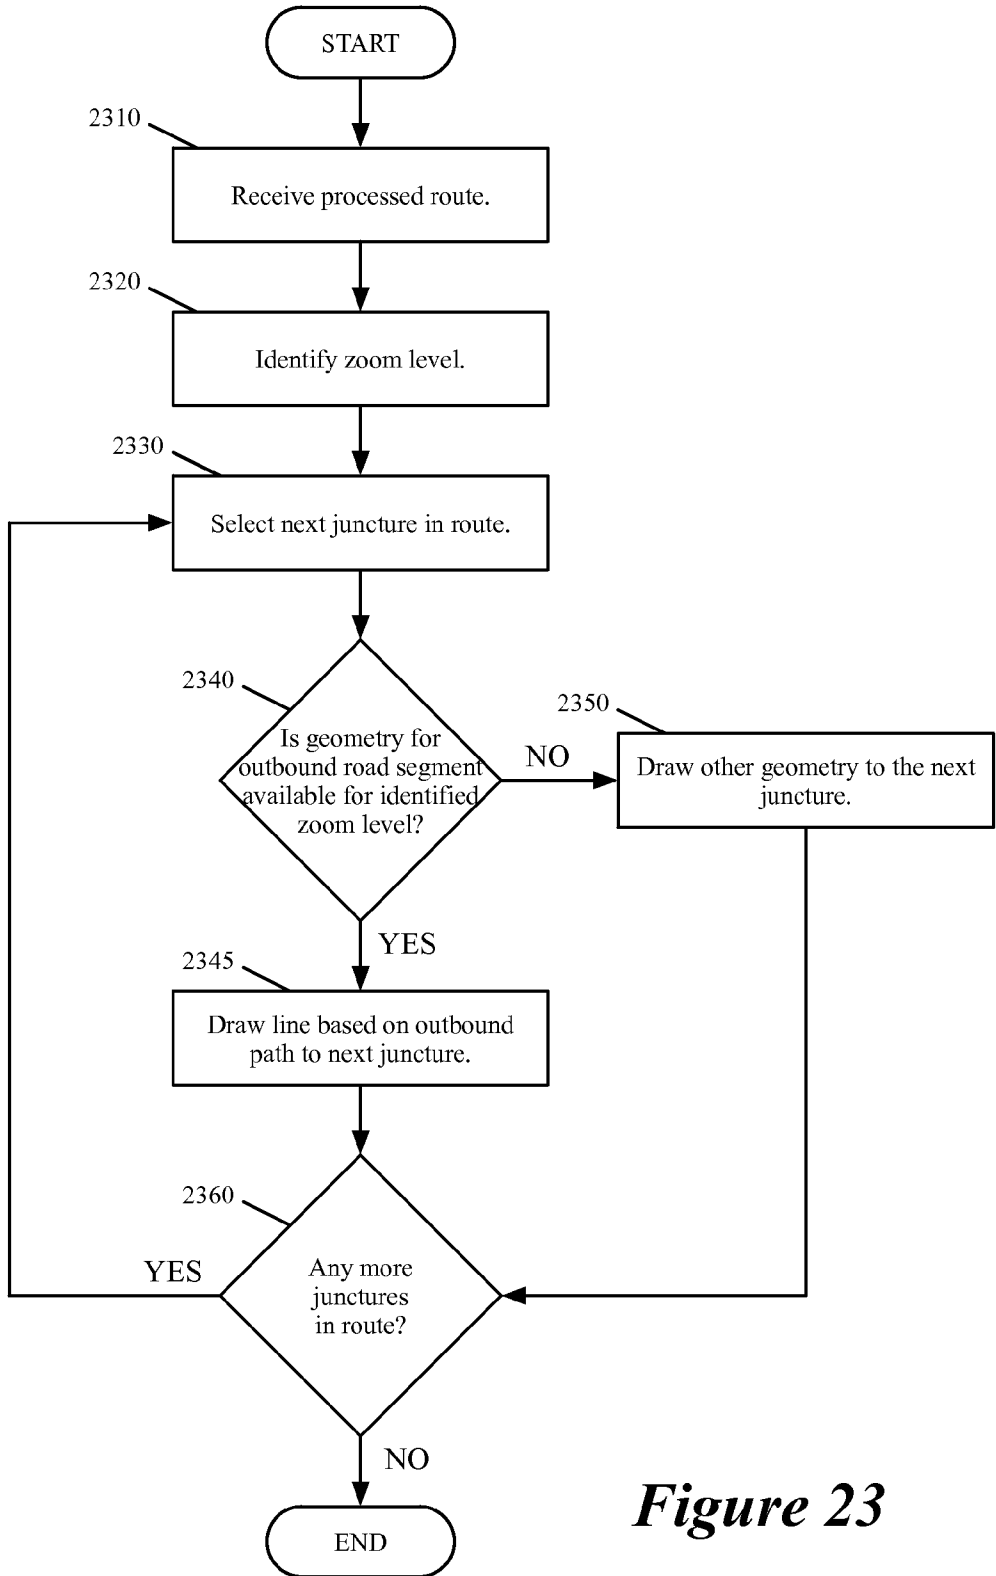 START
2310
Receive processed route.
2320
Identify zoom level.
2330
Select next juncture in route.
2340
Is geometry for
outbound road segment
available for identified
zoom level?
NO
2350
Draw other geometry to the next
juncture.
YES
2345
Draw line based on outbound
path to next juncture.
2360
YES
Any more
junctures
in route?
NO
END
Figure 23